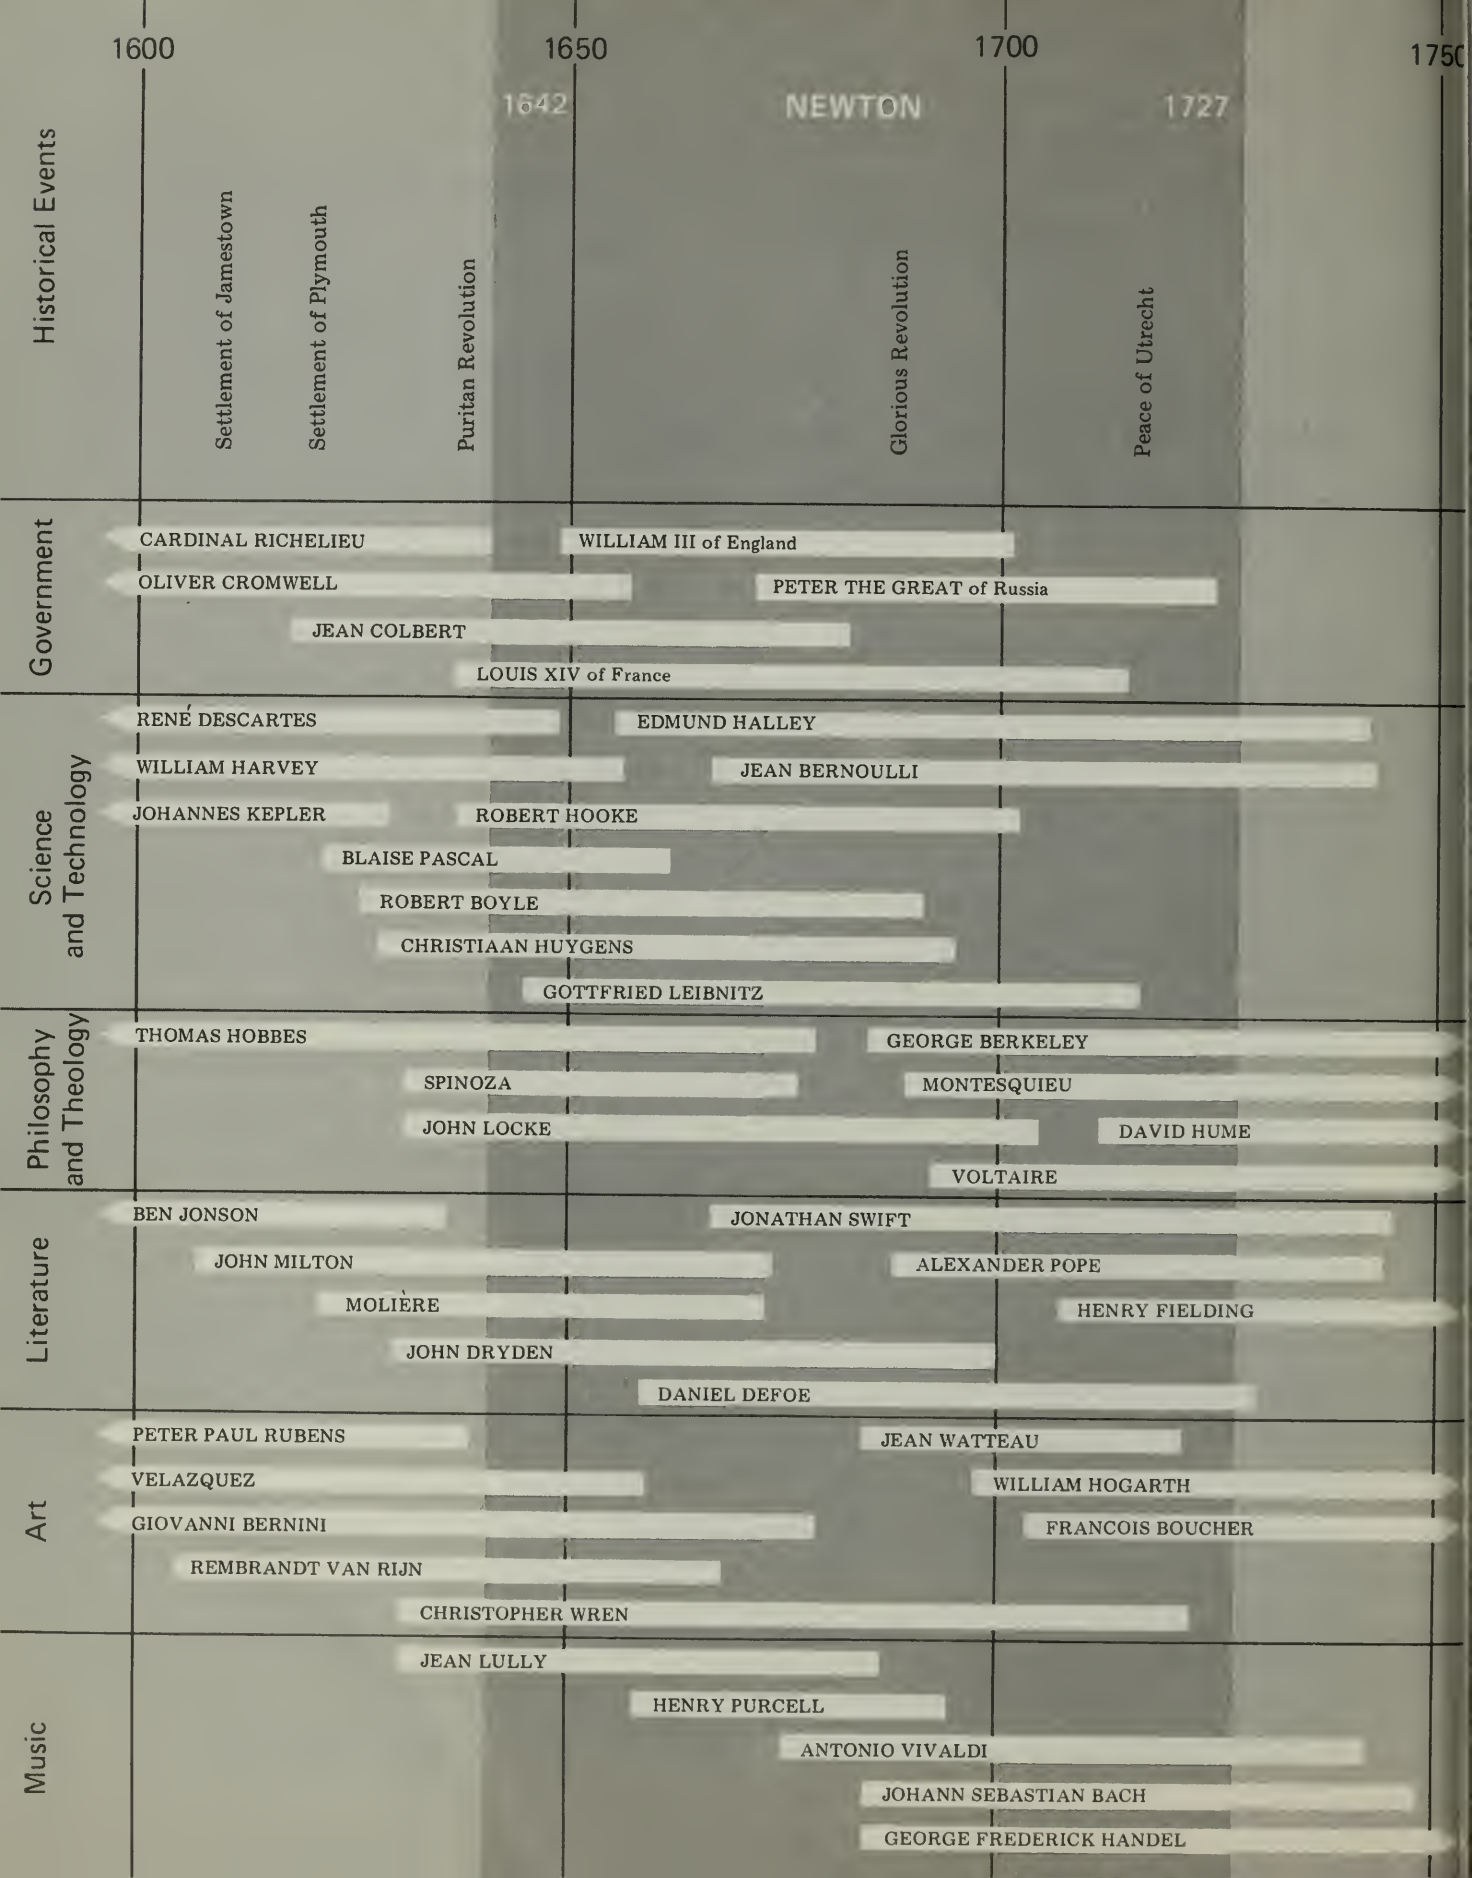 1600
1650
1700
1750
1642
NEWTON
1727
Historical Events
Settlement of Jamestown
Settlement of Plymouth
Puritan Revolution
Glorious Revolution
Peace of Utrecht
Government
CARDINAL RICHELIEU
WILLIAM III of England
OLIVER CROMWELL
PETER THE GREAT of Russia
JEAN COLBERT
LOUIS XIV of France
Science
and Technology
RENÉ DESCARTES
EDMUND HALLEY
WILLIAM HARVEY
JEAN BERNOULLI
JOHANNES KEPLER
ROBERT HOOKE
BLAISE PASCAL
ROBERT BOYLE
CHRISTIAAN HUYGENS
GOTTFRIED LEIBNITZ
Philosophy
and Theology
THOMAS HOBBES
GEORGE BERKELEY
SPINOZA
MONTESQUIEU
JOHN LOCKE
DAVID HUME
VOLTAIRE
Literature
BEN JONSON
JONATHAN SWIFT
JOHN MILTON
ALEXANDER POPE
MOLIÈRE
HENRY FIELDING
JOHN DRYDEN
DANIEL DEFOE
Art
PETER PAUL RUBENS
JEAN WATTEAU
VELAZQUEZ
WILLIAM HOGARTH
GIOVANNI BERNINI
FRANCOIS BOUCHER
REMBRANDT VAN RIJN
CHRISTOPHER WREN
Music
JEAN LULLY
HENRY PURCELL
ANTONIO VIVALDI
JOHANN SEBASTIAN BACH
GEORGE FREDERICK HANDEL